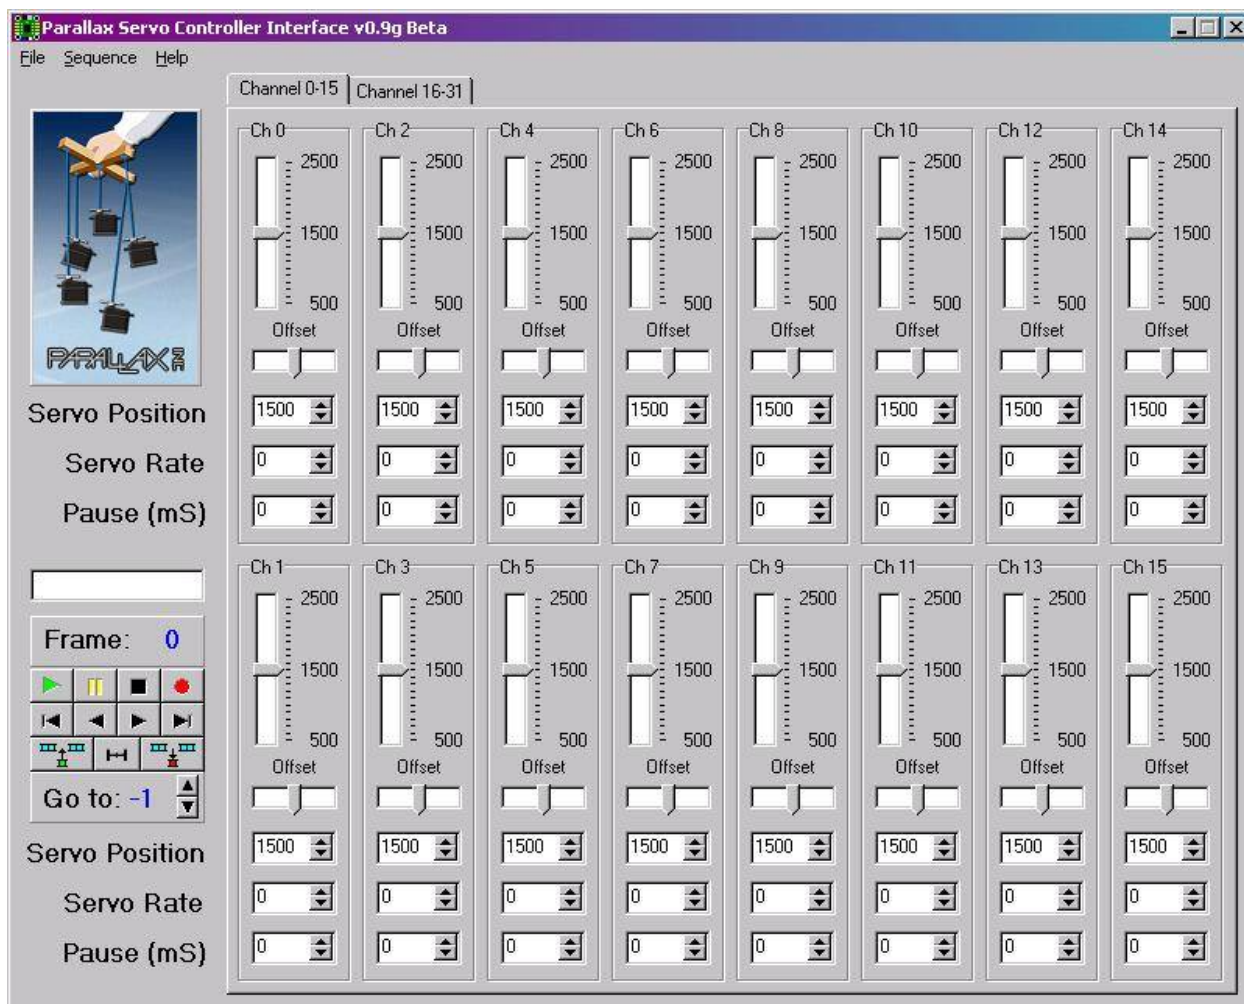 Parallax Servo Controller Interface v0.9g Beta
File Sequence Help
Channel 0-15 Channel 16-31
Ch 0 Ch 2 Ch 4 Ch 6 Ch 8 Ch 10 Ch 12 Ch 14
2500 2500 2500 2500 2500 2500 2500 2500
1500 1500 1500 1500 1500 1500 1500 1500
500 500 500 500 500 500 500 500
Offset Offset Offset Offset Offset Offset Offset Offset
PARALLAX INC
Servo Position 1500 1500 1500 1500 1500 1500 1500 1500
Servo Rate 0 0 0 0 0 0 0 0
Pause (mS) 0 0 0 0 0 0 0 0
Ch 1 Ch 3 Ch 5 Ch 7 Ch 9 Ch 11 Ch 13 Ch 15
2500 2500 2500 2500 2500 2500 2500 2500
Frame: 0
1500 1500 1500 1500 1500 1500 1500 1500
500 500 500 500 500 500 500 500
Offset Offset Offset Offset Offset Offset Offset Offset
Go to: -1
Servo Position 1500 1500 1500 1500 1500 1500 1500 1500
Servo Rate 0 0 0 0 0 0 0 0
Pause (mS) 0 0 0 0 0 0 0 0